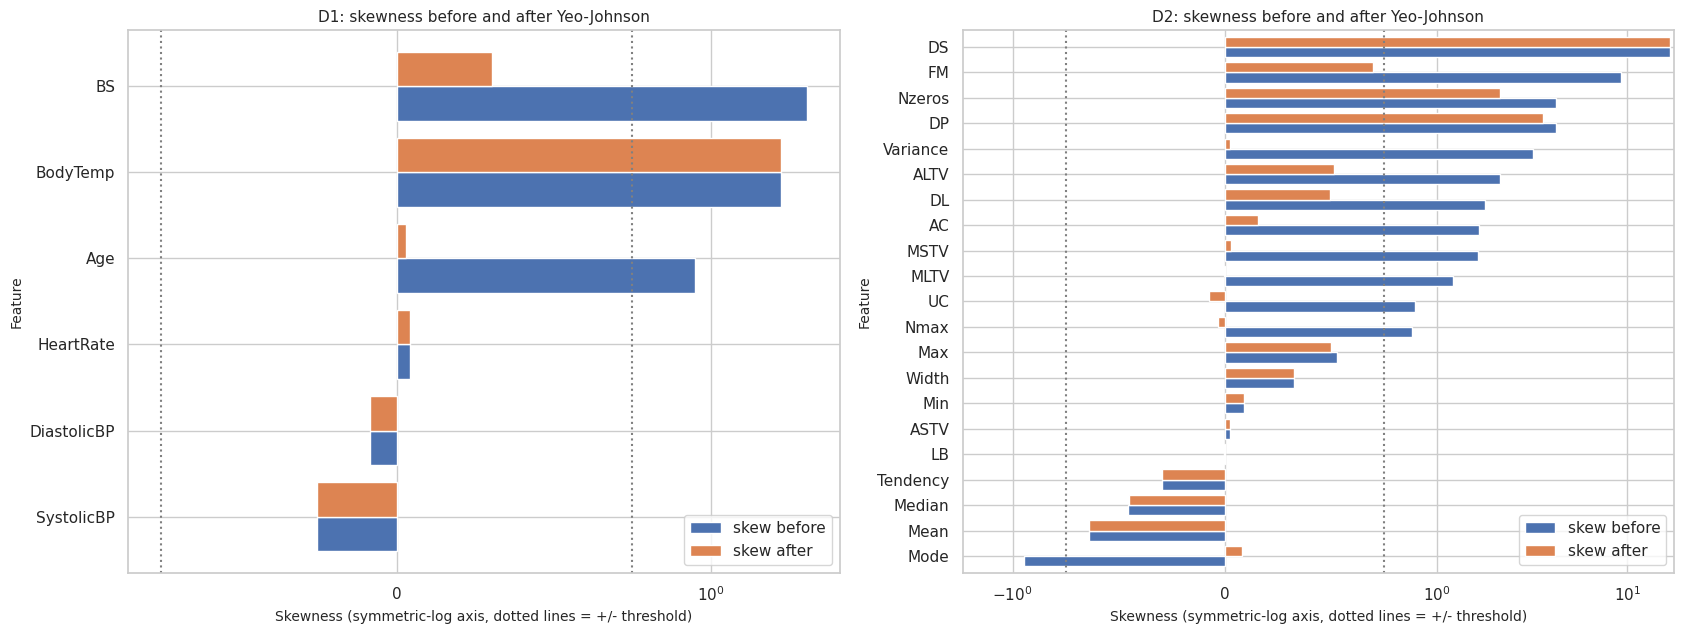 D1: skewness before and after Yeo-Johnson
Feature
BS
BodyTemp
Age
HeartRate
DiastolicBP
SystolicBP
0
10⁰
skew before
skew after
Skewness (symmetric-log axis, dotted lines = +/- threshold)
D2: skewness before and after Yeo-Johnson
Feature
DS
FM
Nzeros
DP
Variance
ALTV
DL
AC
MSTV
MLTV
UC
Nmax
Max
Width
Min
ASTV
LB
Tendency
Median
Mean
Mode
−10⁰
0
10⁰
10¹
skew before
skew after
Skewness (symmetric-log axis, dotted lines = +/- threshold)